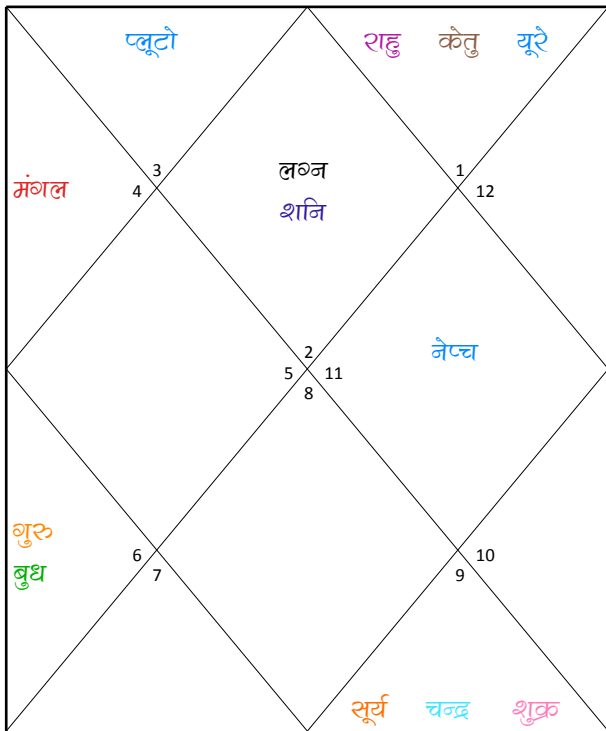 प्लूटो राहु केतु यूरे
3 लग्न 1
मंगल 4 12
शनि
2 नेप्च
5 11
8
गुरु
6 10
बुध 7 9
सूर्य चन्द्र शुक्र